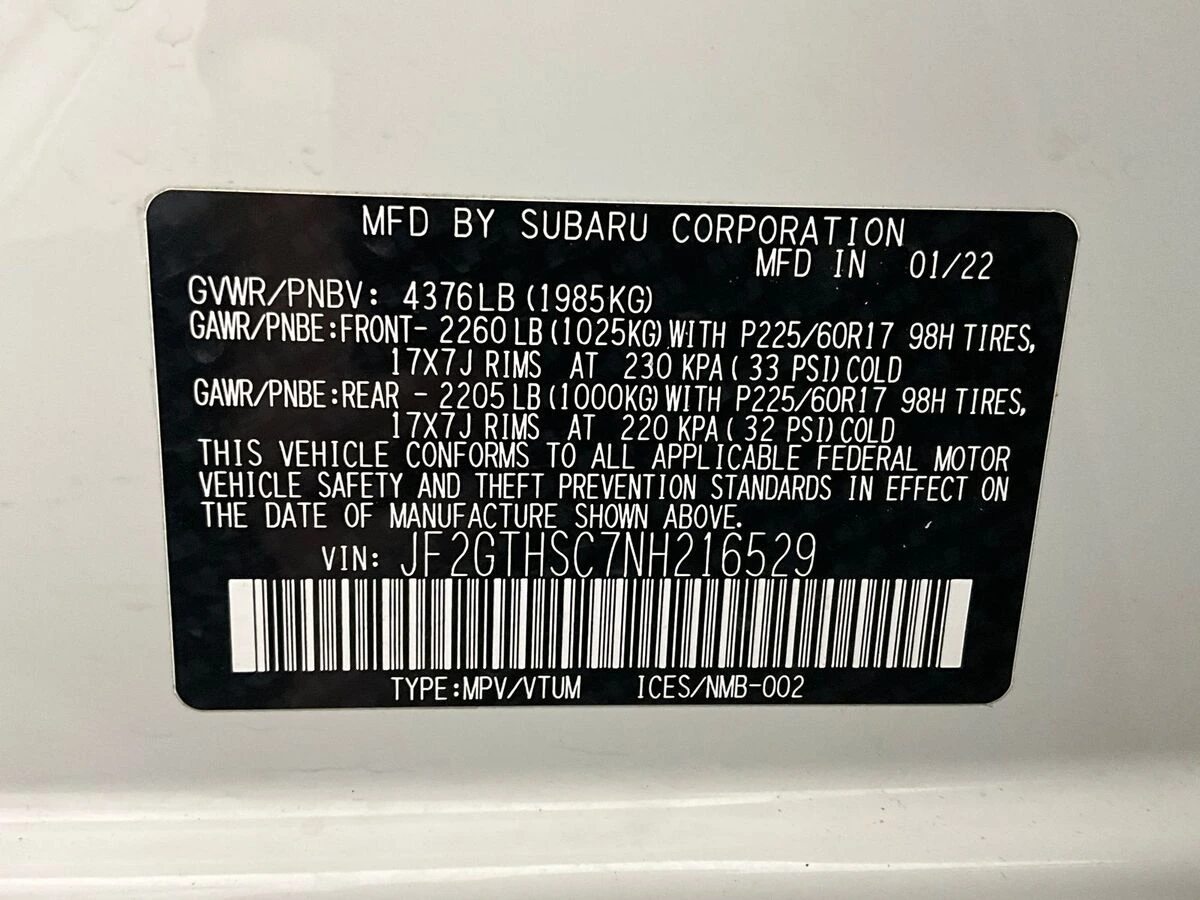 MFD BY SUBARU CORPORATION
MFD IN 01/22
GVWR/PNBV: 4376LB (1985KG)
GAWR/PNBE:FRONT- 2260 LB (1025KG) WITH P225/60R17 98H TIRES,
17X7J RIMS AT 230 KPA ( 33 PSI) COLD
GAWR/PNBE:REAR - 2205 LB (1000KG) WITH P225/60R17 98H TIRES,
17X7J RIMS AT 220 KPA ( 32 PSI) COLD
THIS VEHICLE CONFORMS TO ALL APPLICABLE FEDERAL MOTOR
VEHICLE SAFETY AND THEFT PREVENTION STANDARDS IN EFFECT ON
THE DATE OF MANUFACTURE SHOWN ABOVE.
VIN: JF2GTHSC7NH216529
TYPE:MPV/VTUM ICES/NMB-002